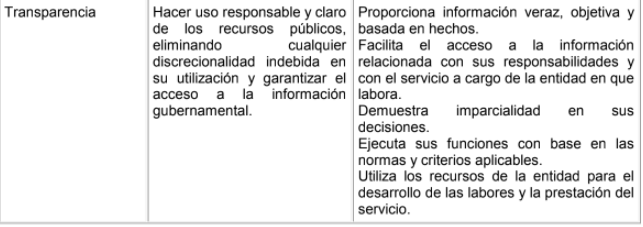 Transparencia
Hacer uso responsable y claro
de los recursos públicos,
eliminando cualquier
discrecionalidad indebida en
su utilización y garantizar el
acceso a la información
gubernamental.
Proporciona información veraz, objetiva y
basada en hechos.
Facilita el acceso a la información
relacionada con sus responsabilidades y
con el servicio a cargo de la entidad en que
labora.
Demuestra imparcialidad en sus
decisiones.
Ejecuta sus funciones con base en las
normas y criterios aplicables.
Utiliza los recursos de la entidad para el
desarrollo de las labores y la prestación del
servicio.